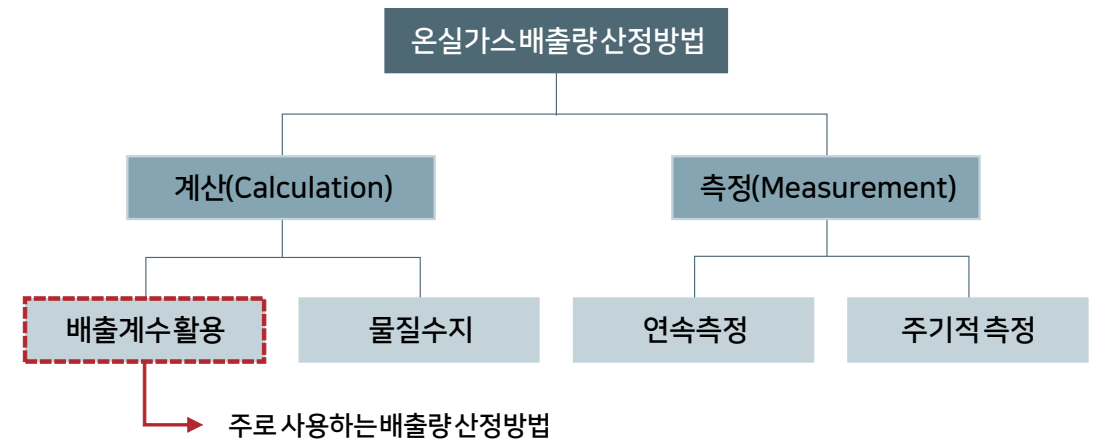 온실가스 배출량 산정방법
계산(Calculation)
측정(Measurement)
배출계수 활용
물질수지
연속측정
주기적 측정
주로 사용하는 배출량 산정방법